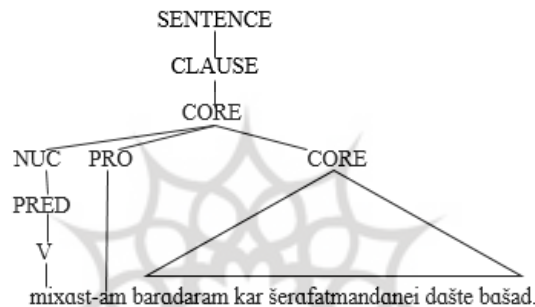 SENTENCE
CLAUSE
CORE
NUC PRO CORE
PRED
V
mixast-am baradaram kar šerafatmandanei dašte bašad.